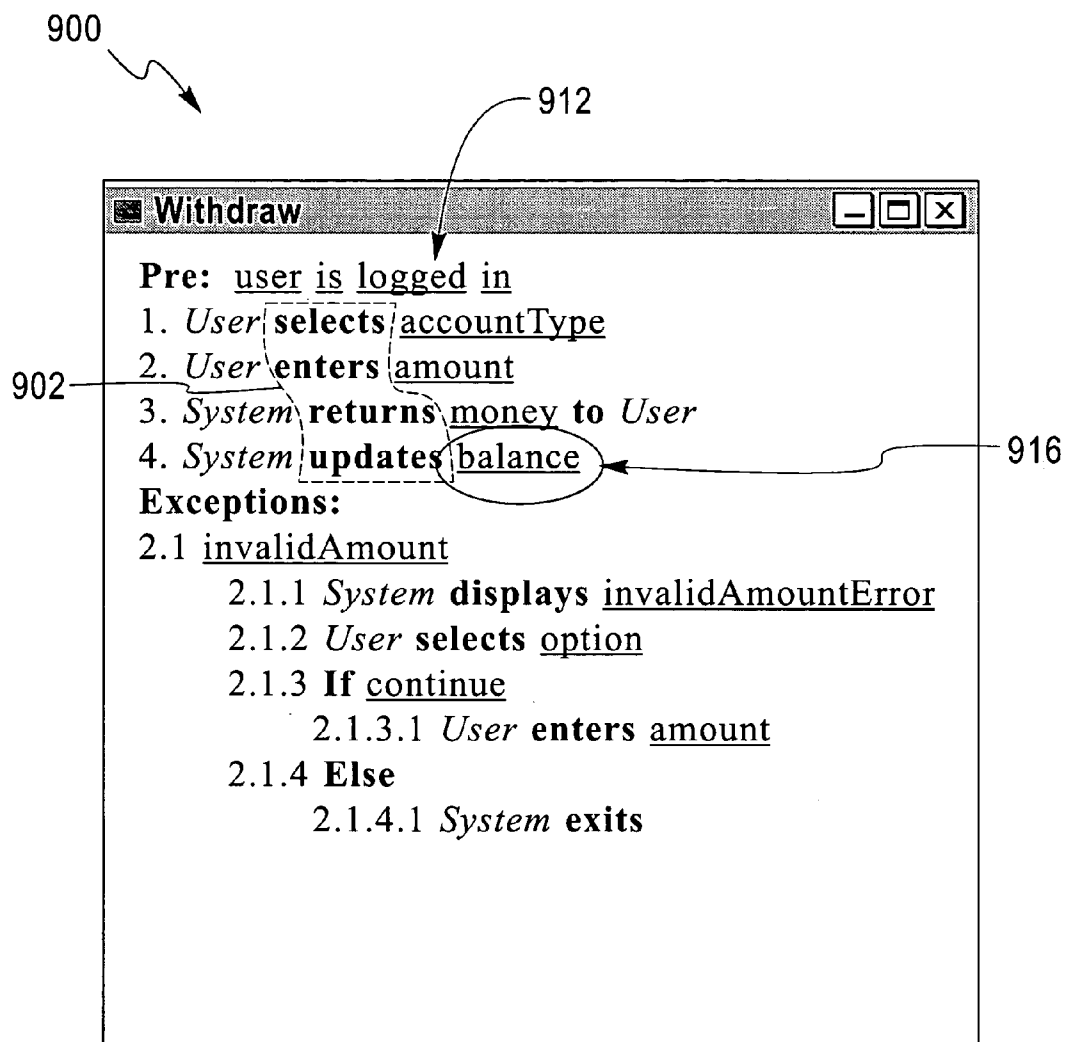 900
912
Withdraw
Pre: user is logged in
1. User selects accountType
2. User enters amount
902
3. System returns money to User
4. System updates balance
916
Exceptions:
2.1 invalidAmount
2.1.1 System displays invalidAmountError
2.1.2 User selects option
2.1.3 If continue
2.1.3.1 User enters amount
2.1.4 Else
2.1.4.1 System exits